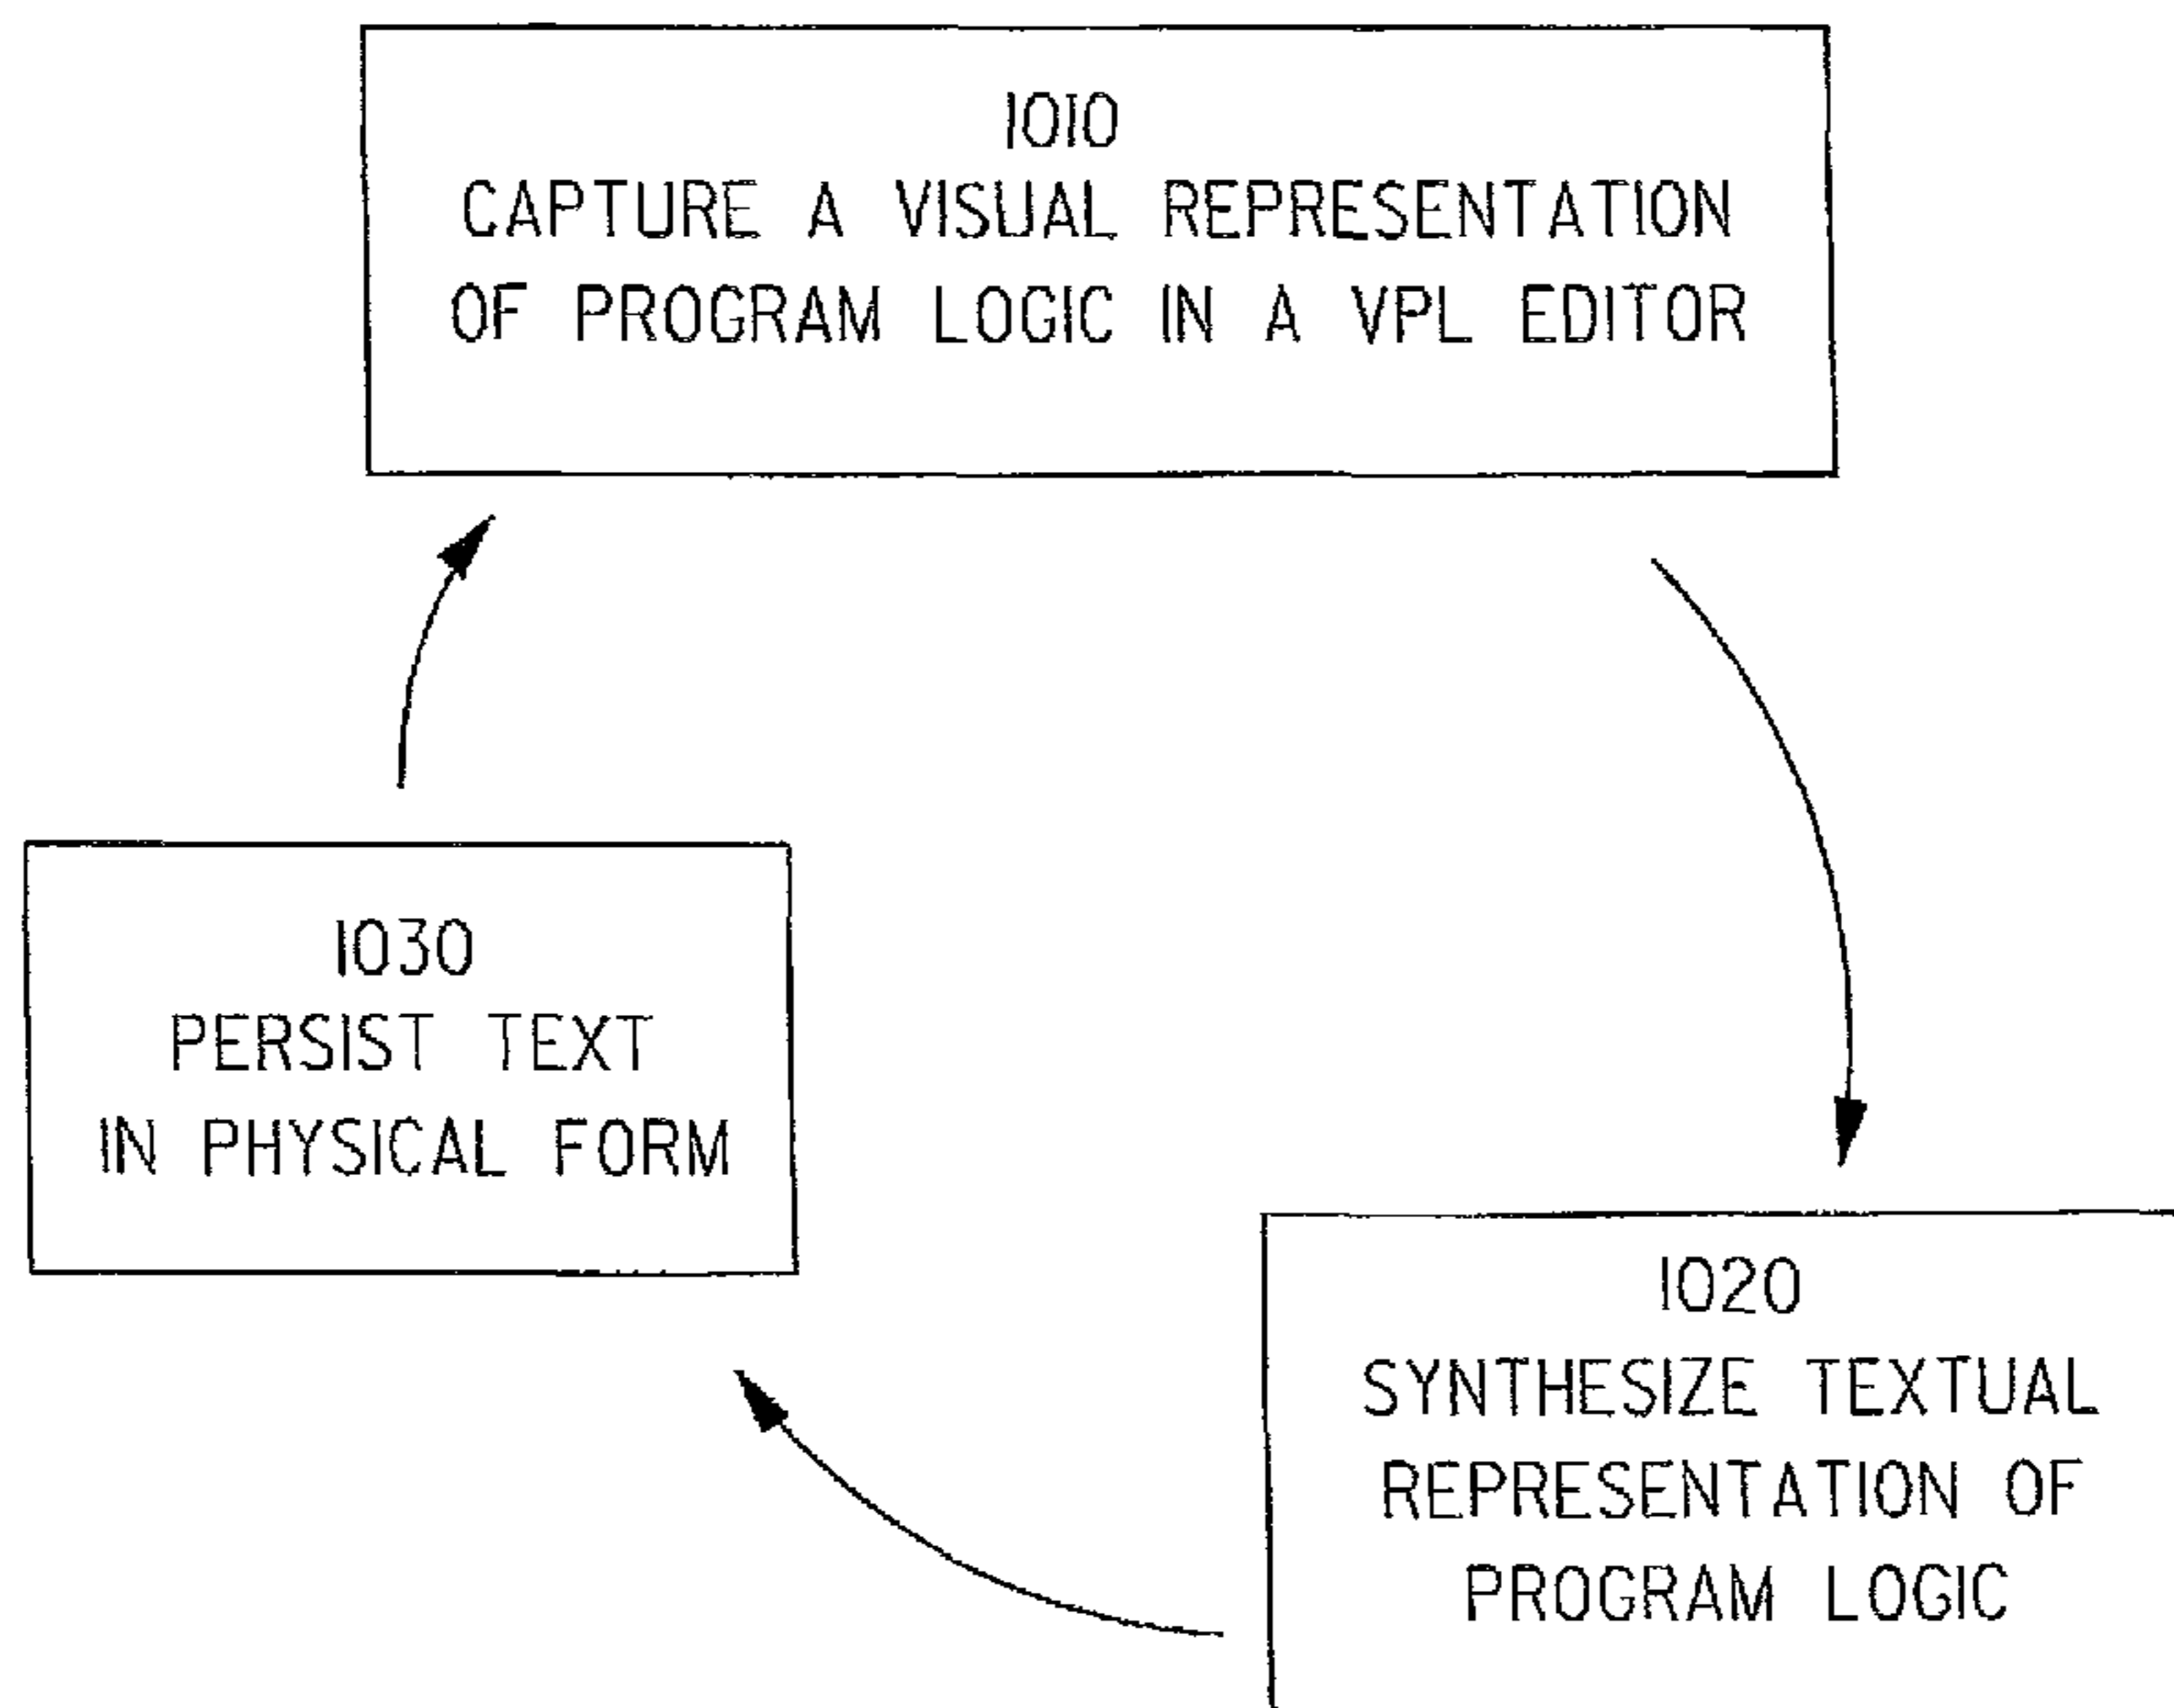 1010
CAPTURE A VISUAL REPRESENTATION
OF PROGRAM LOGIC IN A VPL EDITOR
1030
PERSIST TEXT
IN PHYSICAL FORM
1020
SYNTHESIZE TEXTUAL
REPRESENTATION OF
PROGRAM LOGIC